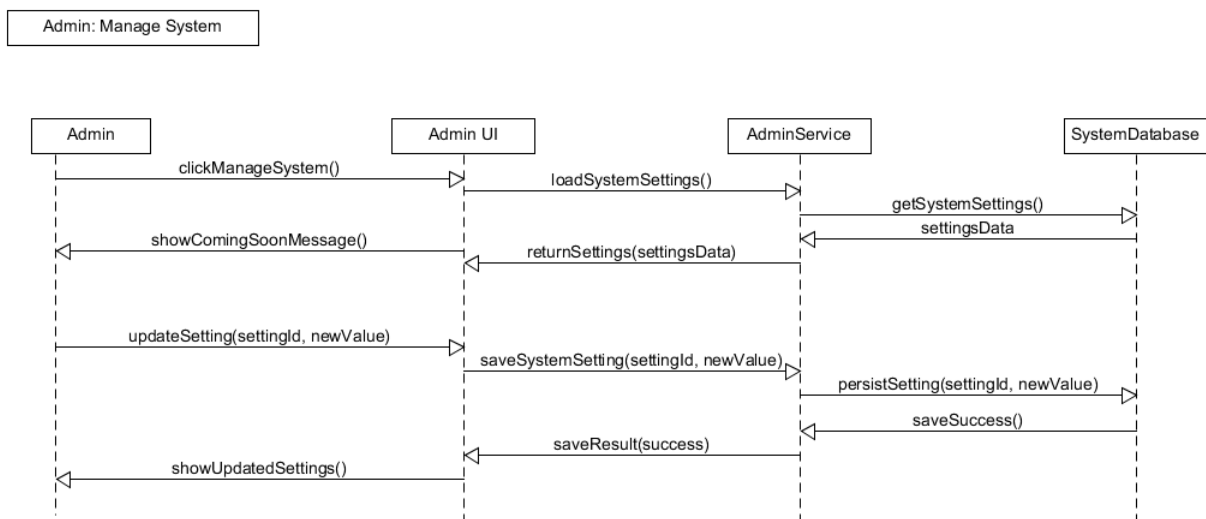 Admin: Manage System
Admin
Admin UI
AdminService
SystemDatabase
clickManageSystem()
loadSystemSettings()
getSystemSettings()
settingsData
showComingSoonMessage()
returnSettings(settingsData)
updateSetting(settingId, newValue)
saveSystemSetting(settingId, newValue)
persistSetting(settingId, newValue)
saveSuccess()
saveResult(success)
showUpdatedSettings()